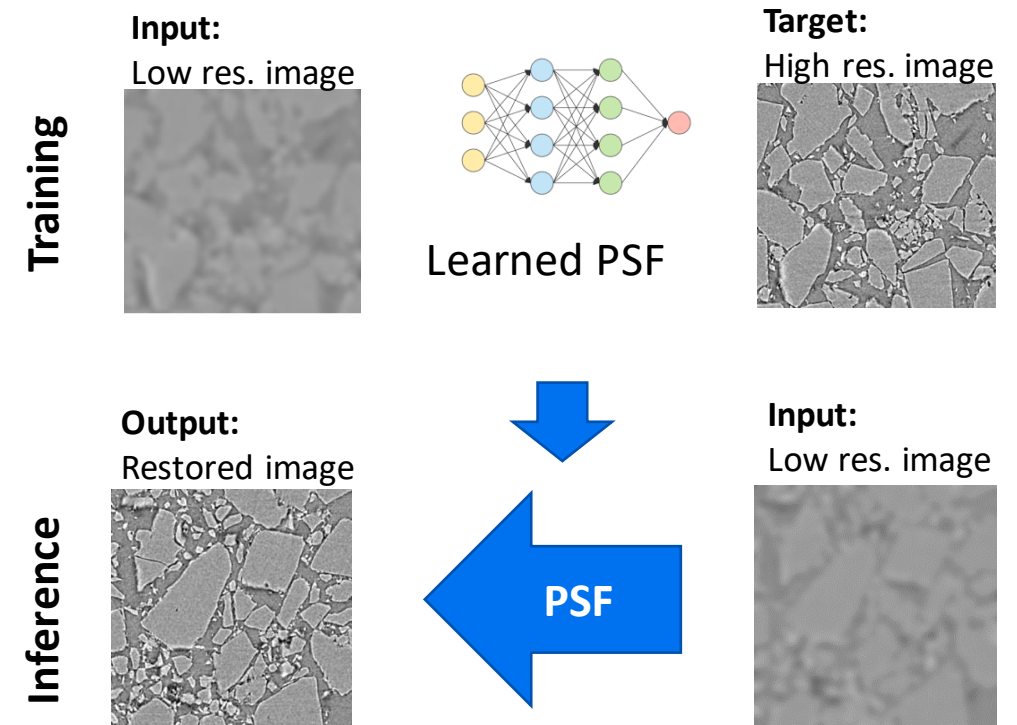 Training
Input:
Low res. image
Learned PSF
Target:
High res. image
Inference
Output:
Restored image
PSF
Input:
Low res. image